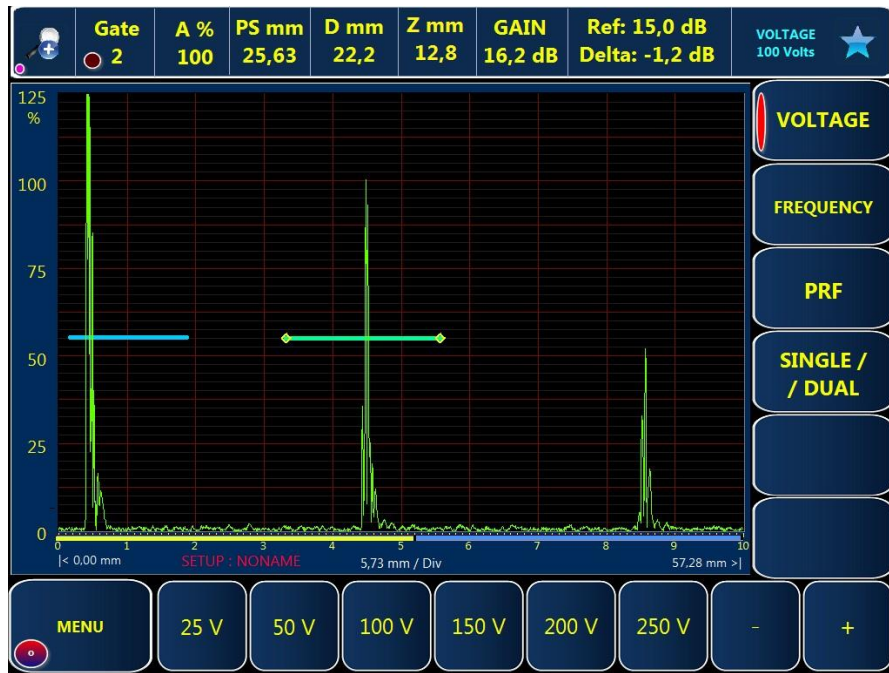 Gate
2
A %
100
PS mm
25,63
D mm
22,2
Z mm
12,8
GAIN
16,2 dB
Ref: 15,0 dB
Delta: -1,2 dB
VOLTAGE
100 Volts
125
%
100
75
50
25
0
0 1 2 3 4 5 6 7 8 9 10
|< 0,00 mm
SETUP : NONAME
5,73 mm / Div
57,28 mm >|
VOLTAGE
FREQUENCY
PRF
SINGLE /
/ DUAL
MENU
0
25 V
50 V
100 V
150 V
200 V
250 V
-
+